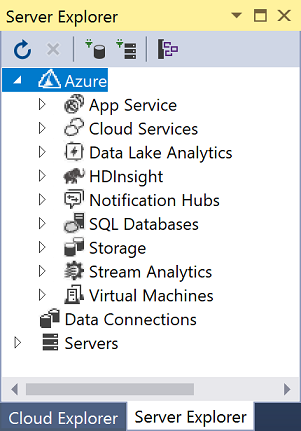 Server Explorer
Azure
App Service
Cloud Services
Data Lake Analytics
HDInsight
Notification Hubs
SQL Databases
Storage
Stream Analytics
Virtual Machines
Data Connections
Servers
Cloud Explorer Server Explorer